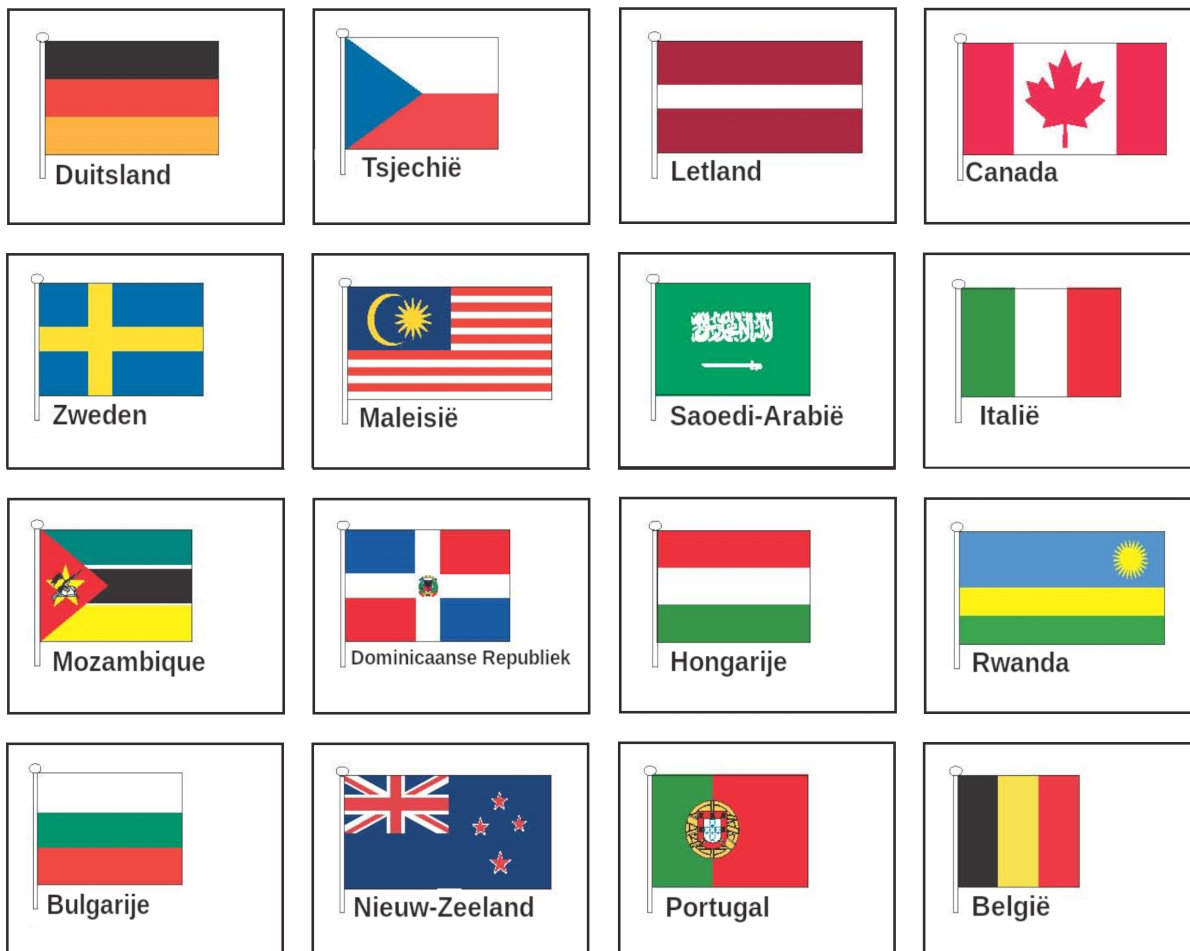 Duitsland
Tsjechië
Letland
Canada
Zweden
Maleisië
Saoedi-Arabië
Italië
Mozambique
Dominicaanse Republiek
Hongarije
Rwanda
Bulgarije
Nieuw-Zeeland
Portugal
België